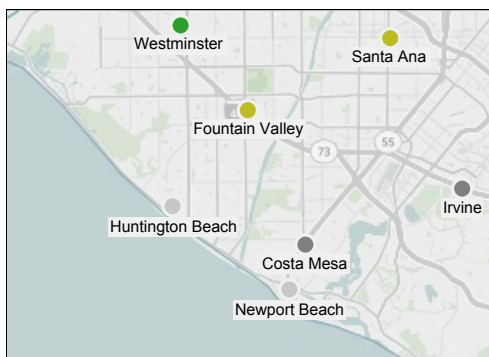 Westminster
Santa Ana
Fountain Valley
55
73
Irvine
Huntington Beach
Costa Mesa
Newport Beach